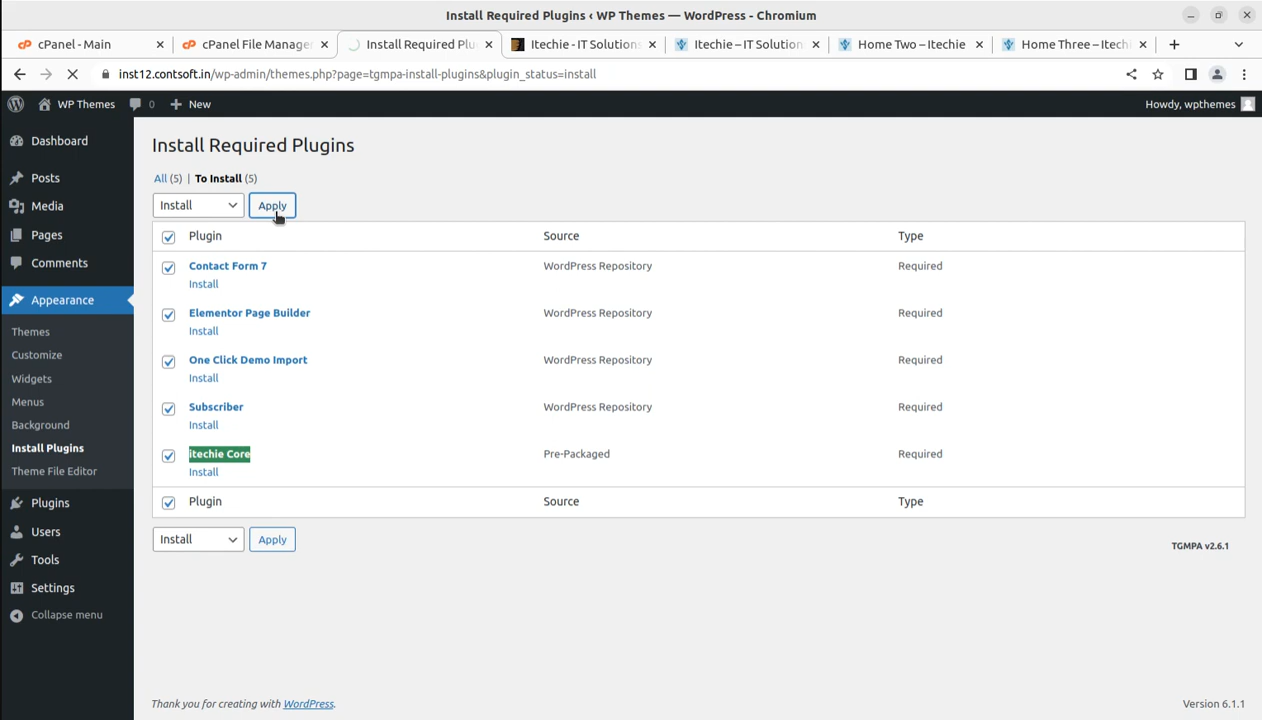 Install Required Plugins ‹ WP Themes — WordPress - Chromium
cPanel - Main
cPanel File Manager
Install Required Plu
Itechie - IT Solutions
Itechie – IT Solution
Home Two – Itechie
Home Three – Itechi
inst12.contsoft.in/wp-admin/themes.php?page=tgmpa-install-plugins&plugin_status=install
WP Themes
0
New
Howdy, wpthemes
Dashboard
Posts
Media
Pages
Comments
Appearance
Themes
Customize
Widgets
Menus
Background
Install Plugins
Theme File Editor
Plugins
Users
Tools
Settings
Collapse menu
Install Required Plugins
All (5) | To Install (5)
Install Apply
Plugin Source Type
Contact Form 7 WordPress Repository Required
Install
Elementor Page Builder WordPress Repository Required
Install
One Click Demo Import WordPress Repository Required
Install
Subscriber WordPress Repository Required
Install
itechie Core Pre-Packaged Required
Install
Plugin Source Type
Install Apply
TGMPA v2.6.1
Thank you for creating with WordPress.
Version 6.1.1